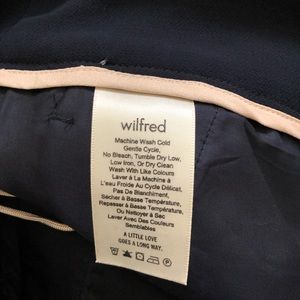 wilfred
Machine Wash Cold
Gentle Cycle,
No Bleach, Tumble Dry Low,
Low Iron, Or Dry Clean
Wash With Like Colours
Laver À La Machine à
L'eau Froide Au Cycle Délicat,
Pas De Blanchiment,
Sécher à Basse Température,
Repasser à Basse Température,
Ou Nettoyer à Sec
Laver Avec Des Couleurs
Semblables
A LITTLE LOVE
GOES A LONG WAY.